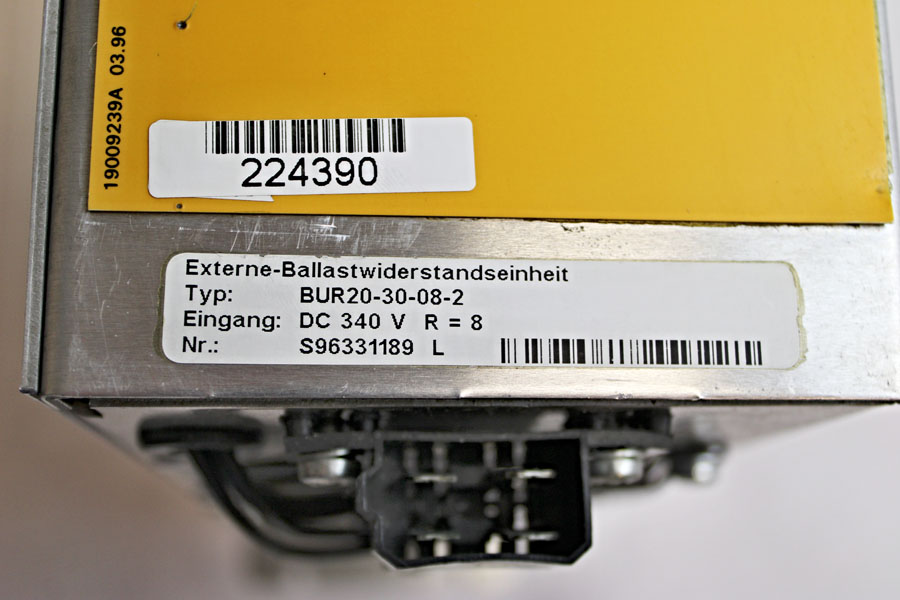 19009239A 03.96
224390
Externe-Ballastwiderstandseinheit
Typ: BUR20-30-08-2
Eingang: DC 340 V R = 8
Nr.: S96331189 L